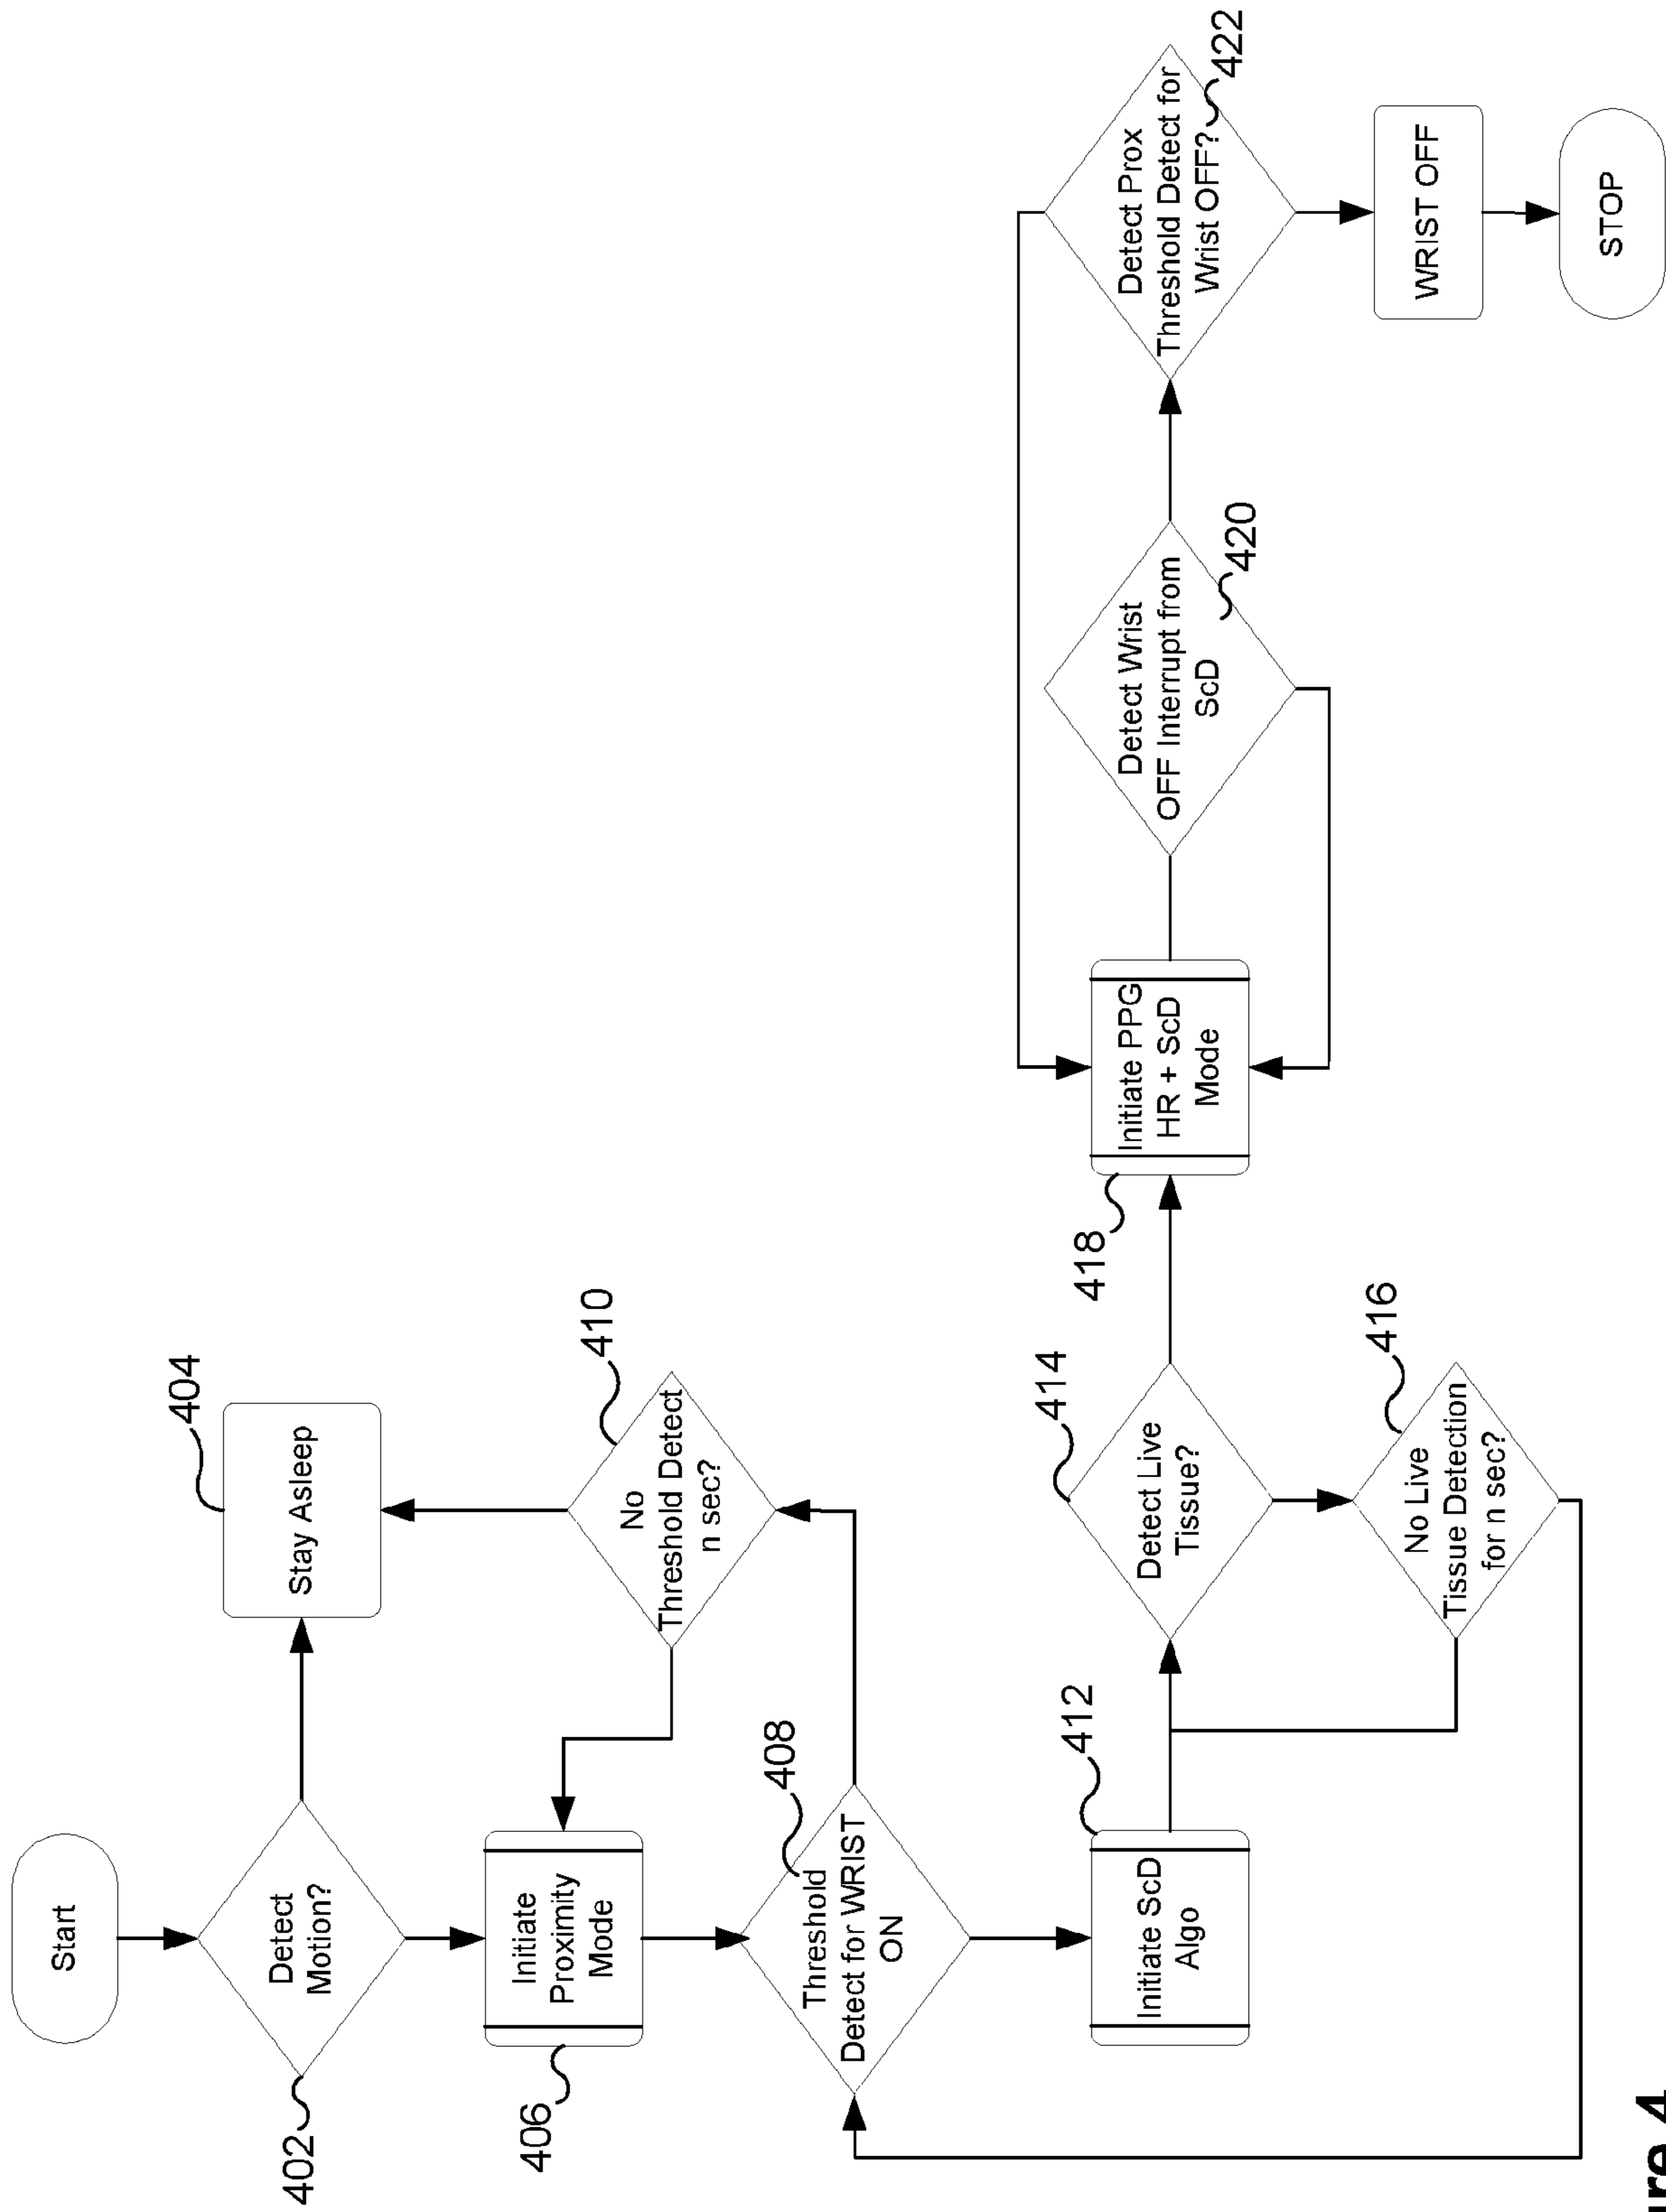 Start
402
Detect
Motion?
404
Stay Asleep
406
Initiate
Proximity
Mode
410
No
Threshold Detect
n sec?
408
Threshold
Detect for WRIST
ON
412
Initiate ScD
Algo
414
Detect Live
Tissue?
416
No Live
Tissue Detection
for n sec?
418
Initiate PPG
HR + ScD
Mode
420
Detect Wrist
OFF Interrupt from
ScD
422
Detect Prox
Threshold Detect for
Wrist OFF?
WRIST OFF
STOP
ure 4